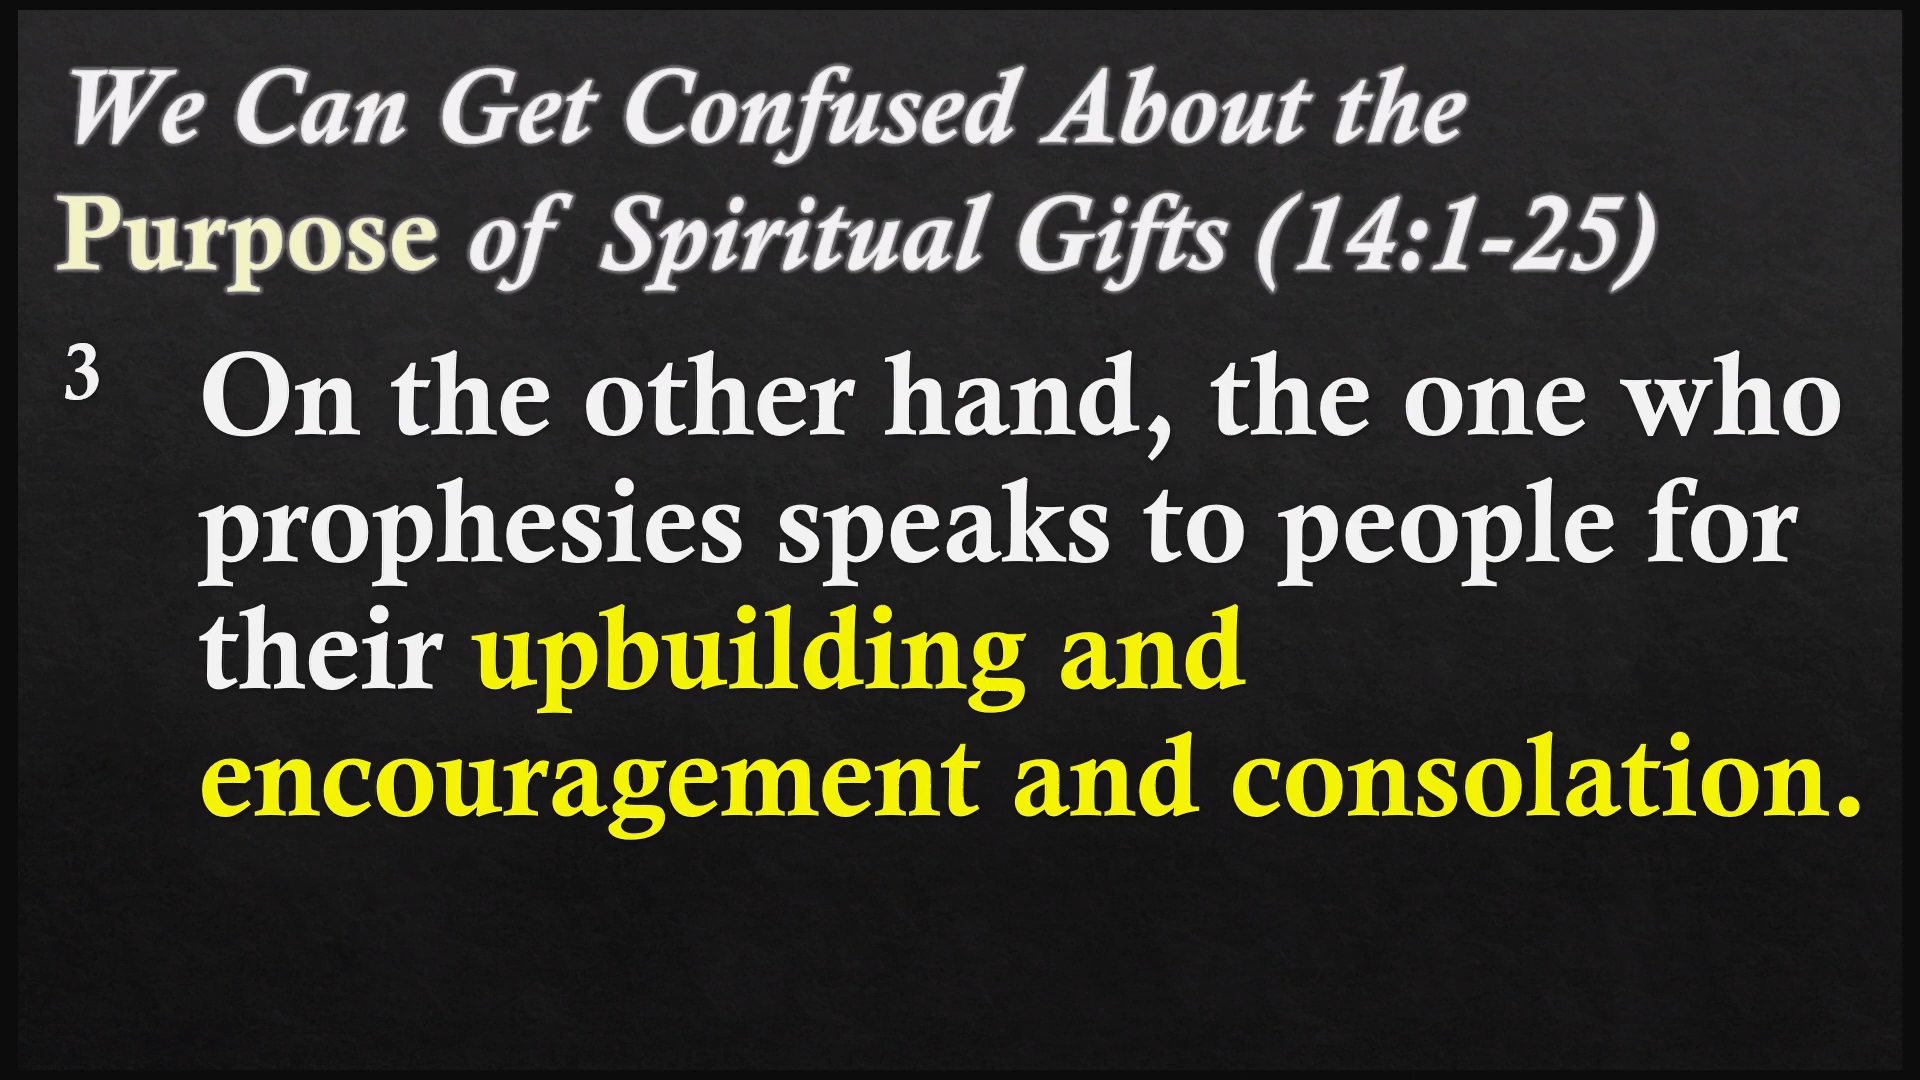 We Can Get Confused About the
Purpose of Spiritual Gifts (14:1-25)
3 On the other hand, the one who
prophesies speaks to people for
their upbuilding and
encouragement and consolation.